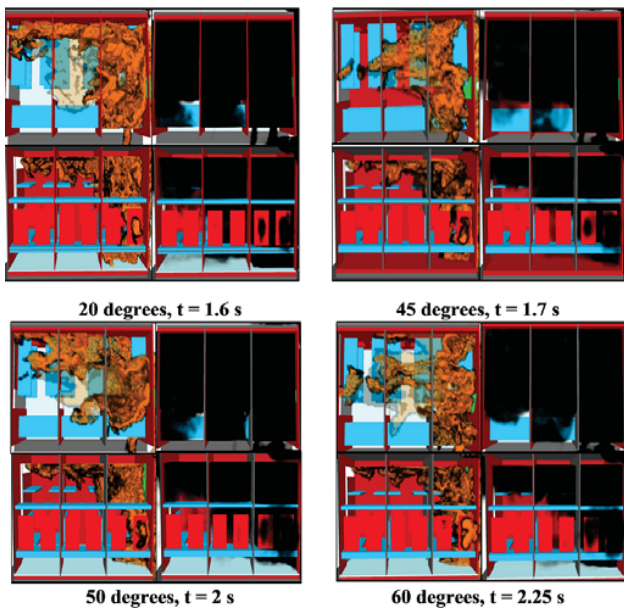 20 degrees, t = 1.6 s
45 degrees, t = 1.7 s
50 degrees, t = 2 s
60 degrees, t = 2.25 s